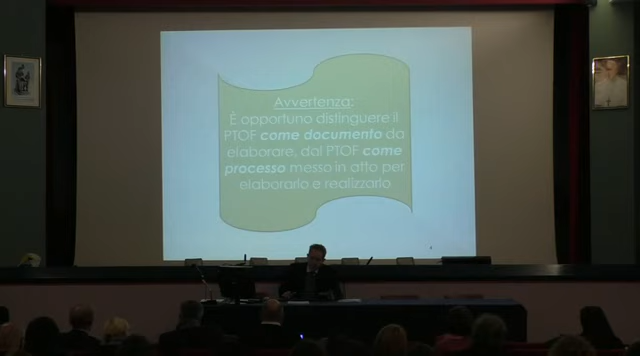 Avvertenza:
È opportuno distinguere il
PTOF come documento da
elaborare, dal PTOF come
processo messo in atto per
elaborarlo e realizzarlo